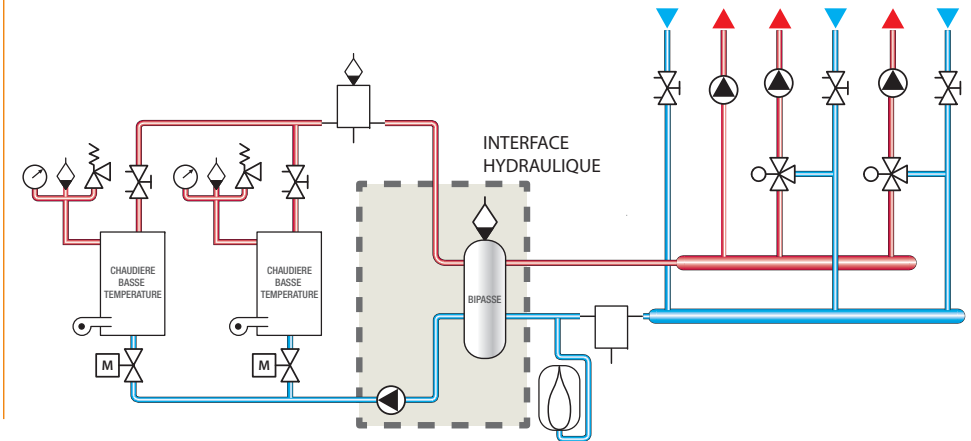 INTERFACE
HYDRAULIQUE
CHAUDIERE
BASSE
TEMPERATURE
CHAUDIERE
BASSE
TEMPERATURE
BIPASSE
M
M